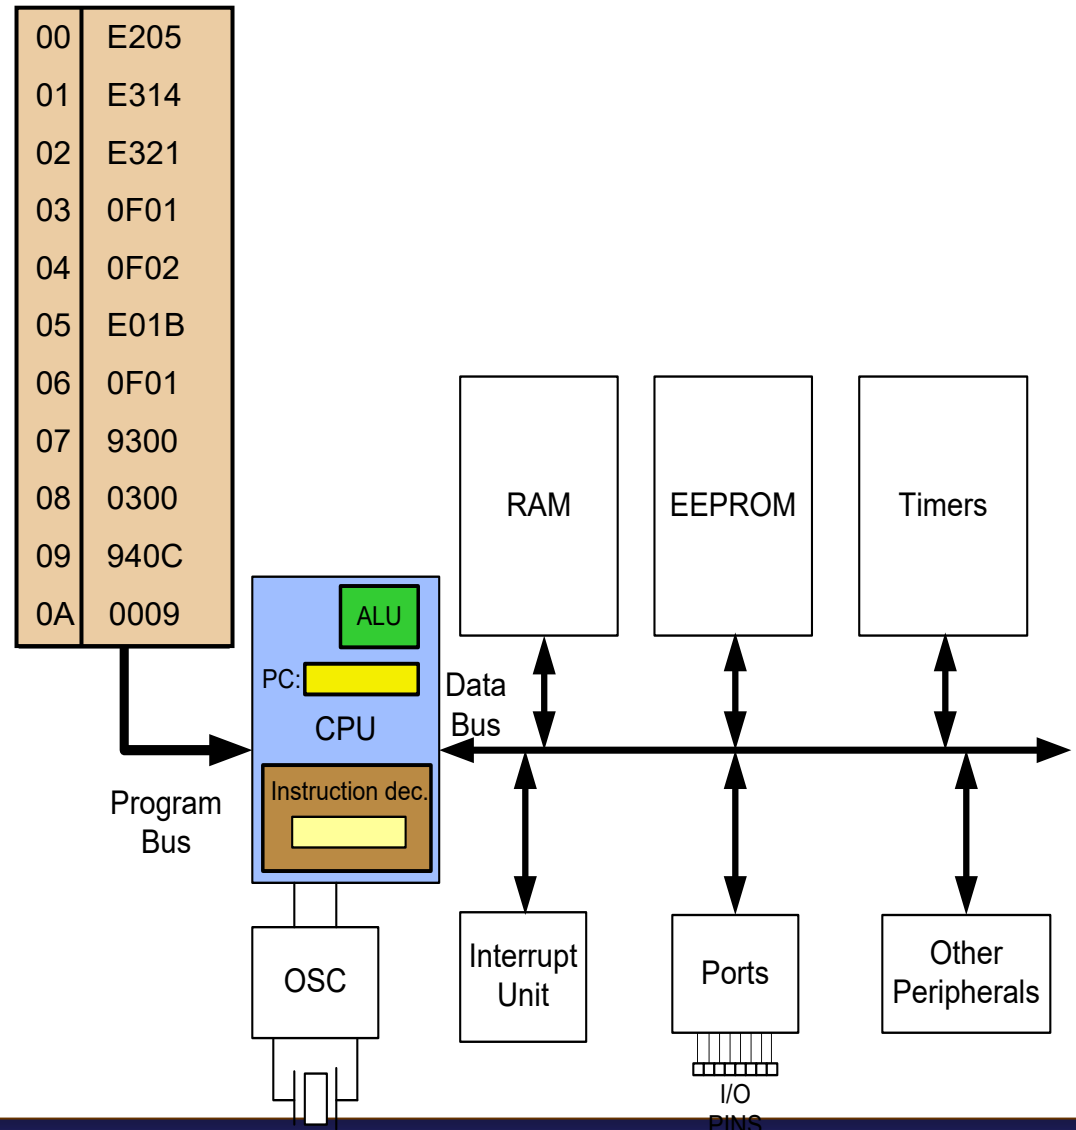 00 E205
01 E314
02 E321
03 0F01
04 0F02
05 E01B
06 0F01
07 9300
08 0300
09 940C
0A 0009
ALU
PC:
CPU
Instruction dec.
Program
Bus
Data
Bus
RAM
EEPROM
Timers
OSC
Interrupt
Unit
Ports
Other
Peripherals
I/O
PINS